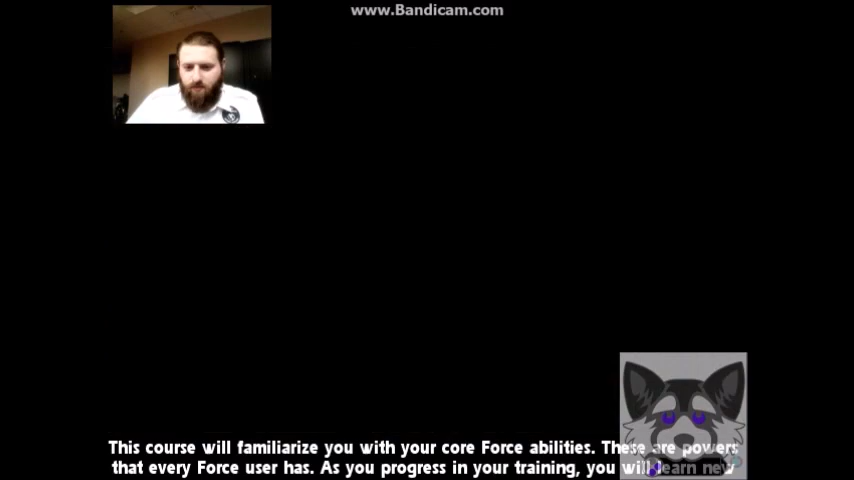 www.Bandicam.com
This course will familiarize you with your core Force abilities. These are powers
that every Force user has. As you progress in your training, you will learn new